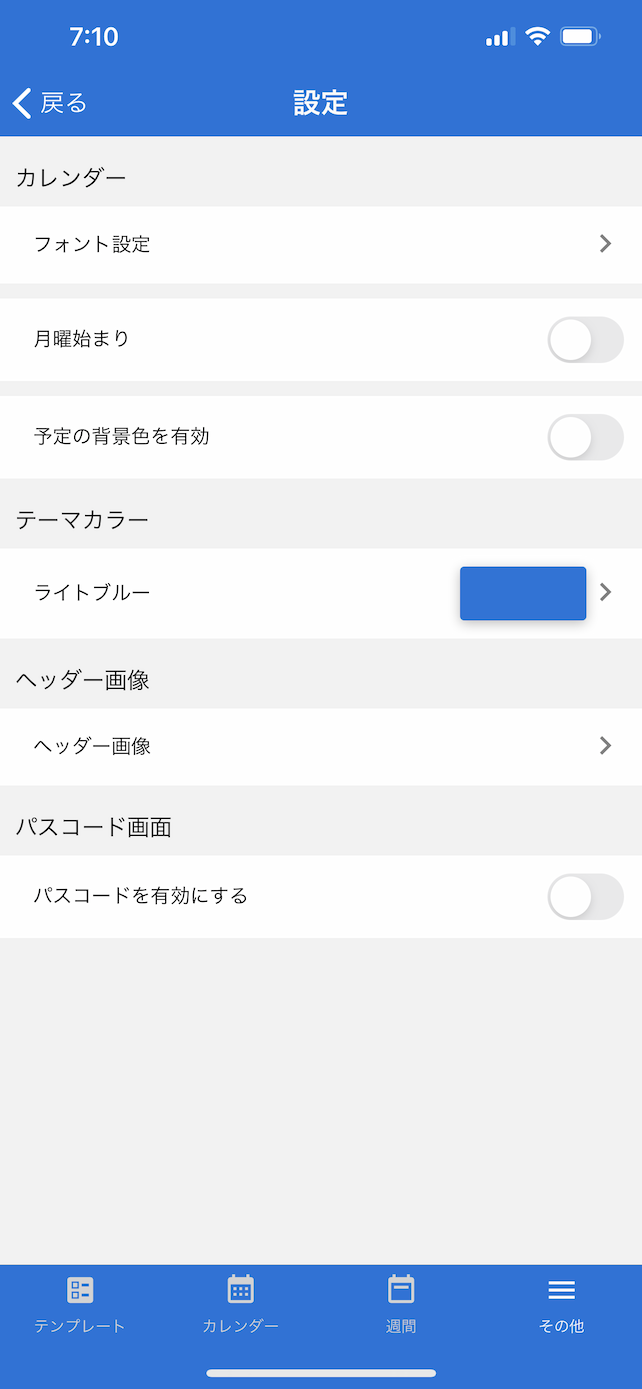 7:10
戻る
設定
カレンダー
フォント設定
月曜始まり
予定の背景色を有効
テーマカラー
ライトブルー
ヘッダー画像
ヘッダー画像
パスコード画面
パスコードを有効にする
テンプレート
カレンダー
週間
その他